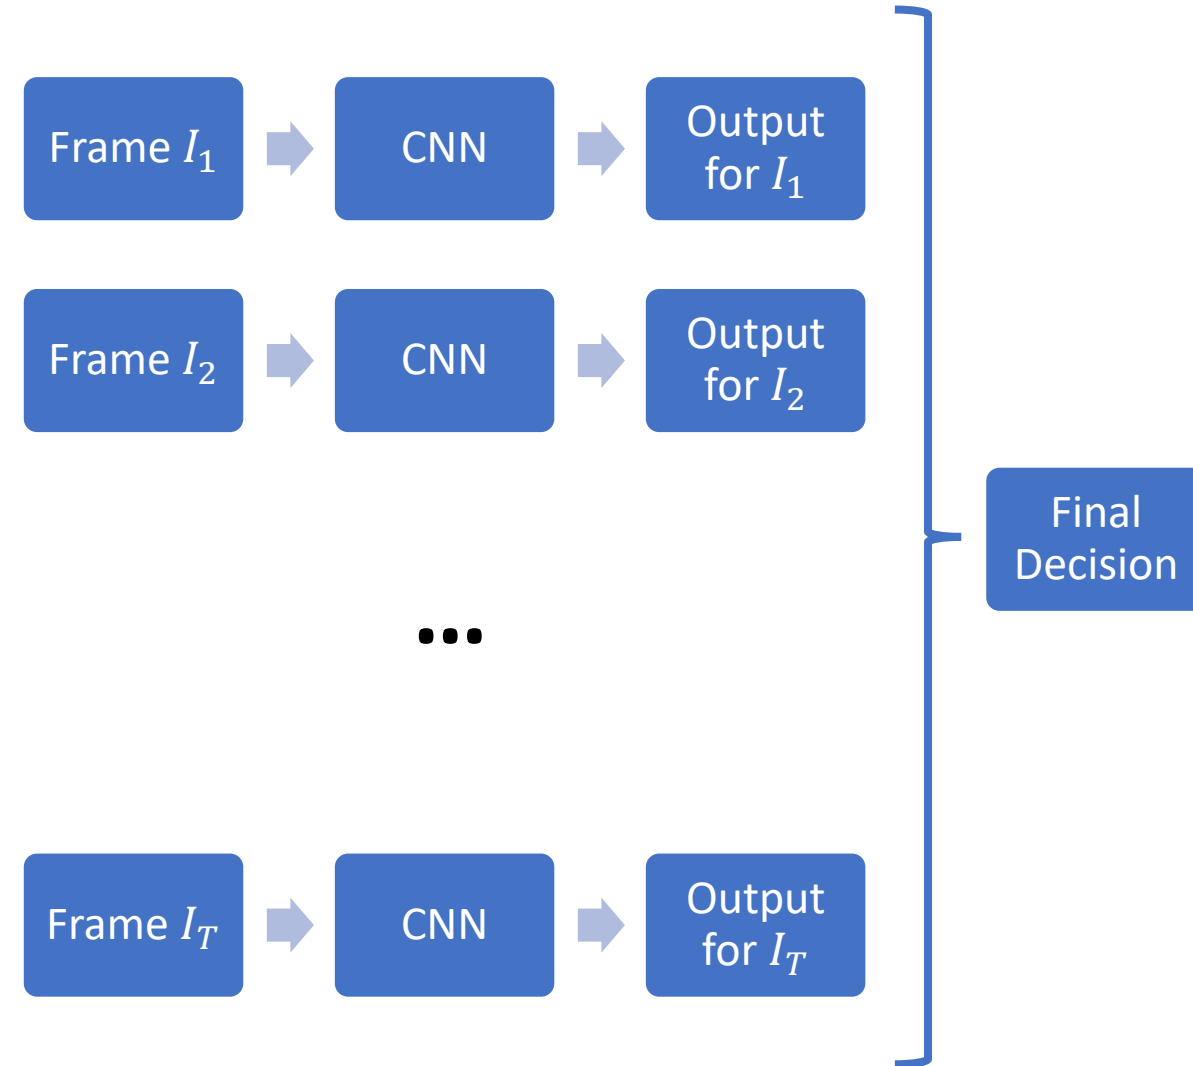 Frame I₁
CNN
Output
for I₁
Frame I₂
CNN
Output
for I₂
...
Frame I_T
CNN
Output
for I_T
Final
Decision